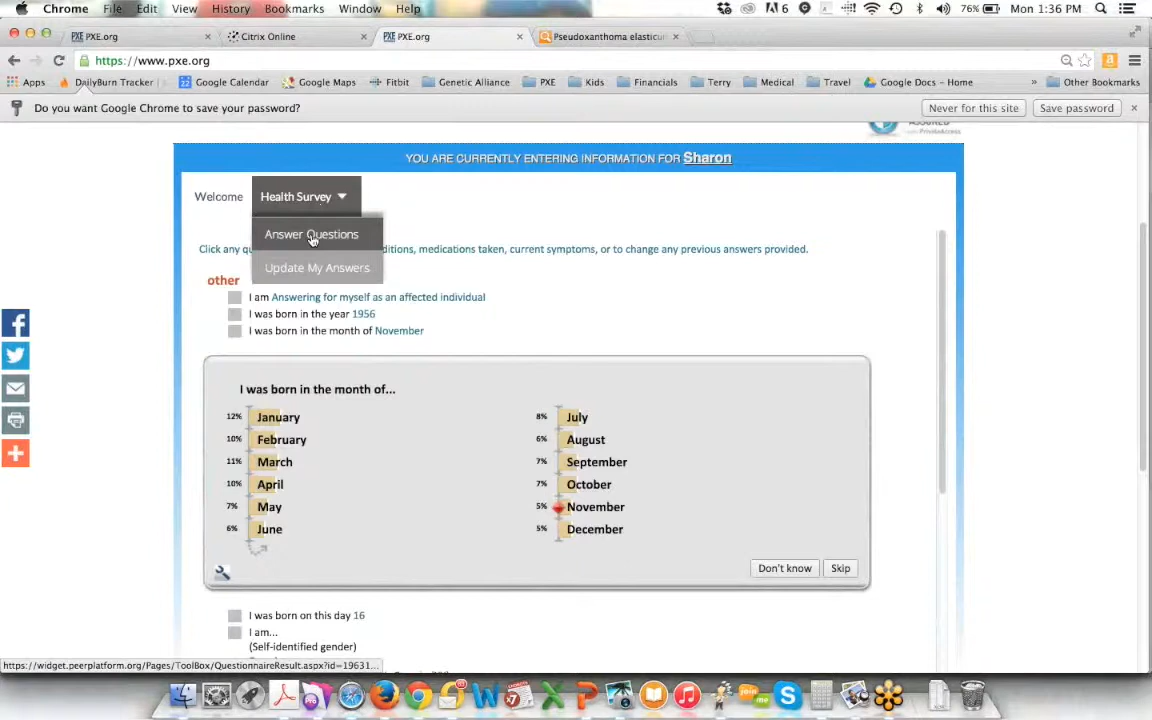 Chrome File Edit View History Bookmarks Window Help 6 76% Mon 1:36 PM
PXE PXE.org × Citrix Online × PXE PXE.org × Pseudoxanthoma elasticum ×
https://www.pxe.org
Apps DailyBurn Tracker Google Calendar Google Maps Fitbit Genetic Alliance PXE Kids Financials Terry Medical Travel Google Docs - Home » Other Bookmarks
Do you want Google Chrome to save your password? Never for this site Save password ×
YOU ARE CURRENTLY ENTERING INFORMATION FOR Sharon
Welcome Health Survey
Answer Questions
Click any qu ditions, medications taken, current symptoms, or to change any previous answers provided.
Update My Answers
other
I am Answering for myself as an affected individual
I was born in the year 1956
I was born in the month of November
I was born in the month of...
12% January 8% July
10% February 6% August
11% March 7% September
10% April 7% October
7% May 5% November
6% June 5% December
Don't know Skip
I was born on this day 16
I am...
(Self-identified gender)
https://widget.peerplatform.org/Pages/ToolBox/QuestionnaireResult.aspx?id=19631...